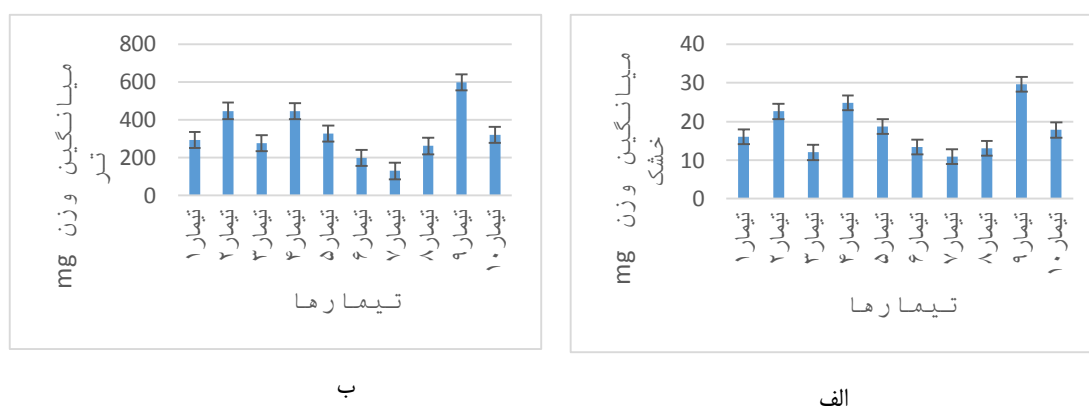 800
600
400
200
0
میانگین وزن تر
mg
تیمار۱
تیمار۲
تیمار۳
تیمار۴
تیمار۵
تیمار۶
تیمار۷
تیمار۸
تیمار۹
تیمار۱۰
تیمارها
ب
40
30
20
10
0
میانگین وزن خشک
mg
تیمار۱
تیمار۲
تیمار۳
تیمار۴
تیمار۵
تیمار۶
تیمار۷
تیمار۸
تیمار۹
تیمار۱۰
تیمارها
الف